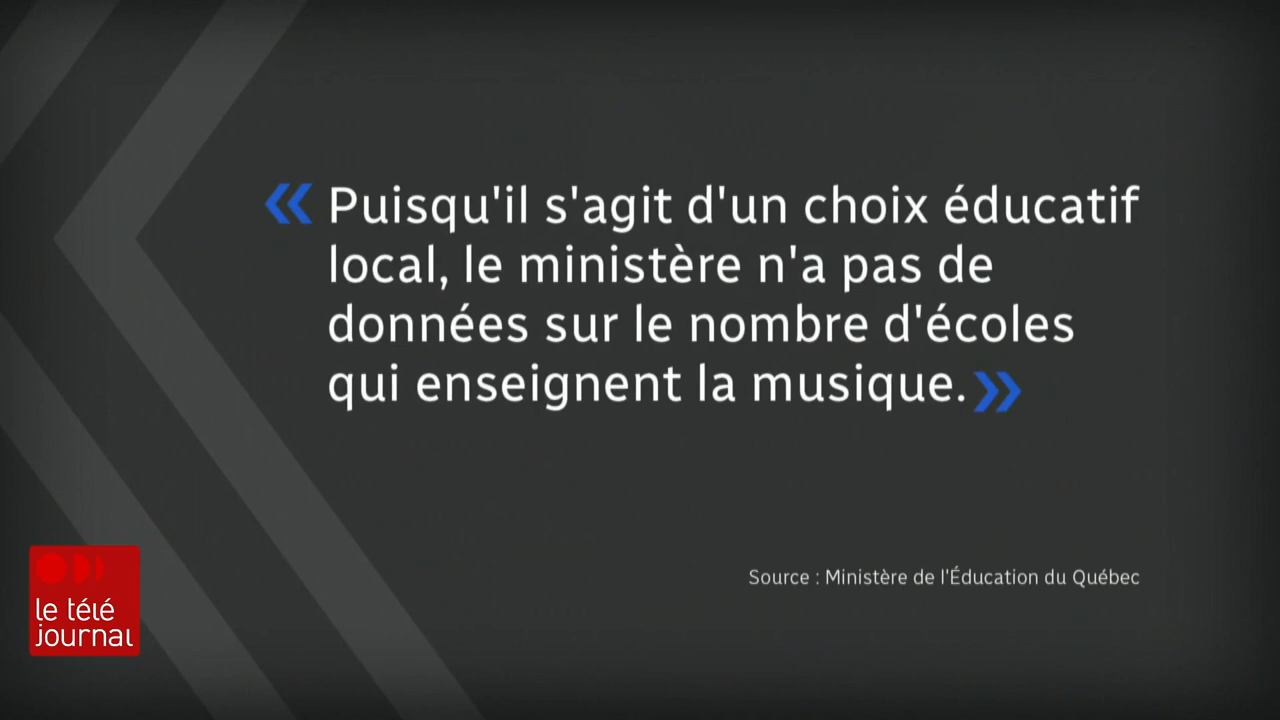 « Puisqu'il s'agit d'un choix éducatif
local, le ministère n'a pas de
données sur le nombre d'écoles
qui enseignent la musique. »
Source : Ministère de l'Éducation du Québec
le télé
journal